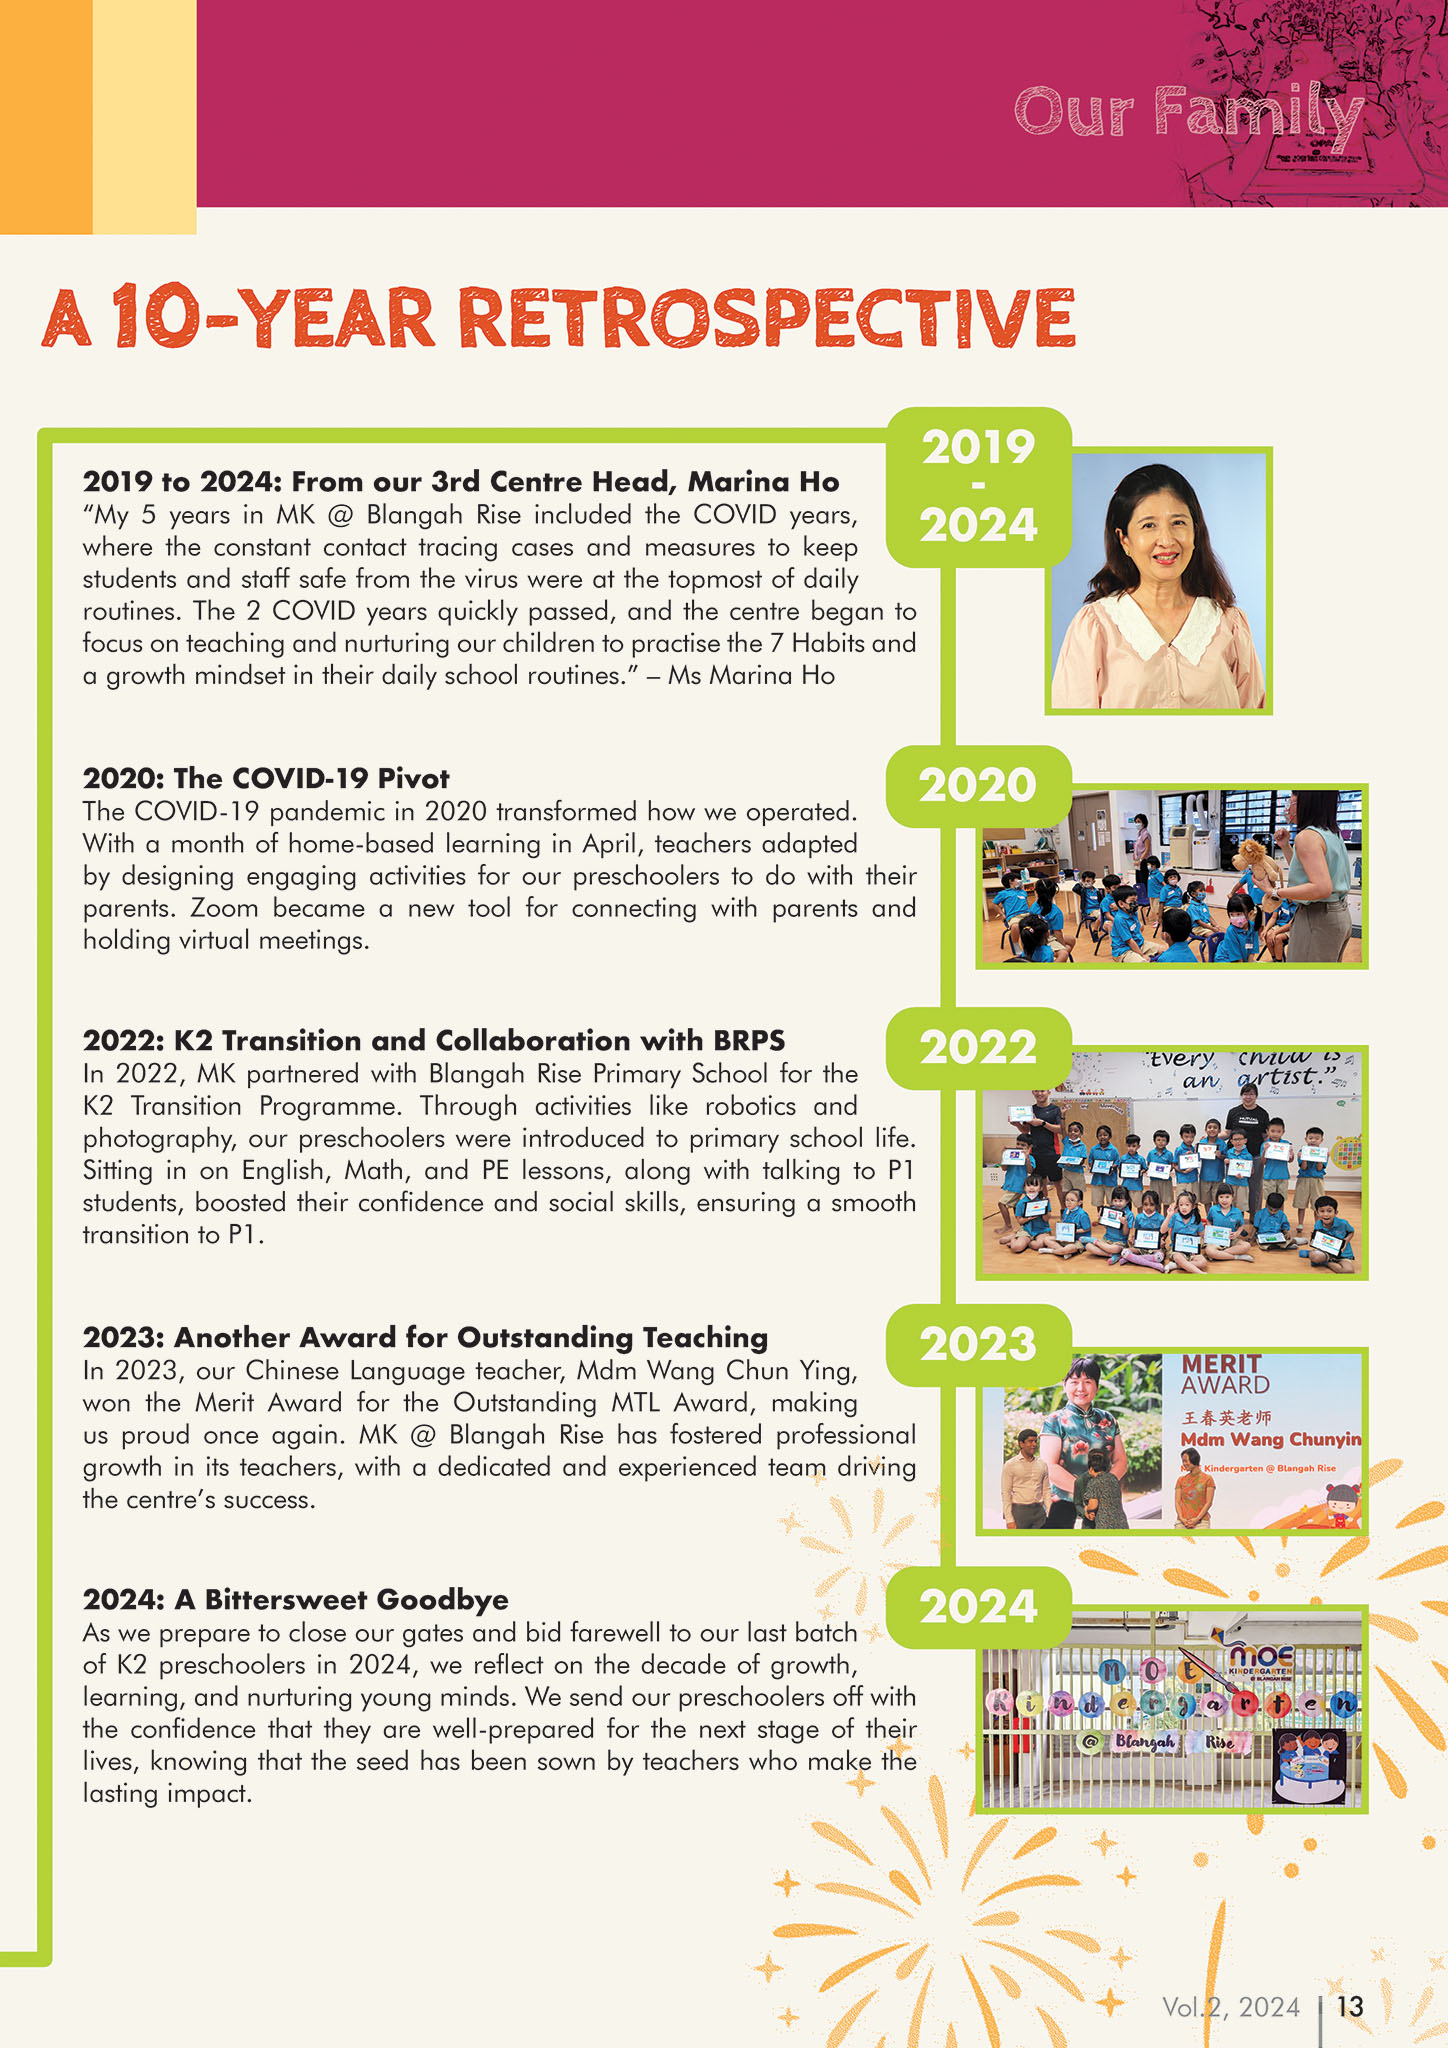 Our Family
A 10-YEAR RETROSPECTIVE
2019
-
2024
2019 to 2024: From our 3rd Centre Head, Marina Ho
“My 5 years in MK @ Blangah Rise included the COVID years,
where the constant contact tracing cases and measures to keep
students and staff safe from the virus were at the topmost of daily
routines. The 2 COVID years quickly passed, and the centre began to
focus on teaching and nurturing our children to practise the 7 Habits and
a growth mindset in their daily school routines.” – Ms Marina Ho
2020
2020: The COVID-19 Pivot
The COVID-19 pandemic in 2020 transformed how we operated.
With a month of home-based learning in April, teachers adapted
by designing engaging activities for our preschoolers to do with their
parents. Zoom became a new tool for connecting with parents and
holding virtual meetings.
2022
2022: K2 Transition and Collaboration with BRPS
In 2022, MK partnered with Blangah Rise Primary School for the
K2 Transition Programme. Through activities like robotics and
photography, our preschoolers were introduced to primary school life.
Sitting in on English, Math, and PE lessons, along with talking to P1
students, boosted their confidence and social skills, ensuring a smooth
transition to P1.
"Every child is
an artist."
2023
2023: Another Award for Outstanding Teaching
In 2023, our Chinese Language teacher, Mdm Wang Chun Ying,
won the Merit Award for the Outstanding MTL Award, making
us proud once again. MK @ Blangah Rise has fostered professional
growth in its teachers, with a dedicated and experienced team driving
the centre’s success.
MERIT
AWARD
王春英老师
Mdm Wang Chunyin
Kindergarten @ Blangah Rise
2024
2024: A Bittersweet Goodbye
As we prepare to close our gates and bid farewell to our last batch
of K2 preschoolers in 2024, we reflect on the decade of growth,
learning, and nurturing young minds. We send our preschoolers off with
the confidence that they are well-prepared for the next stage of their
lives, knowing that the seed has been sown by teachers who make the
lasting impact.
MOE
Kindergarten
@ Blangah Rise
moe
KINDERGARTEN
@ BLANGAH RISE
Vol.2, 2024 13